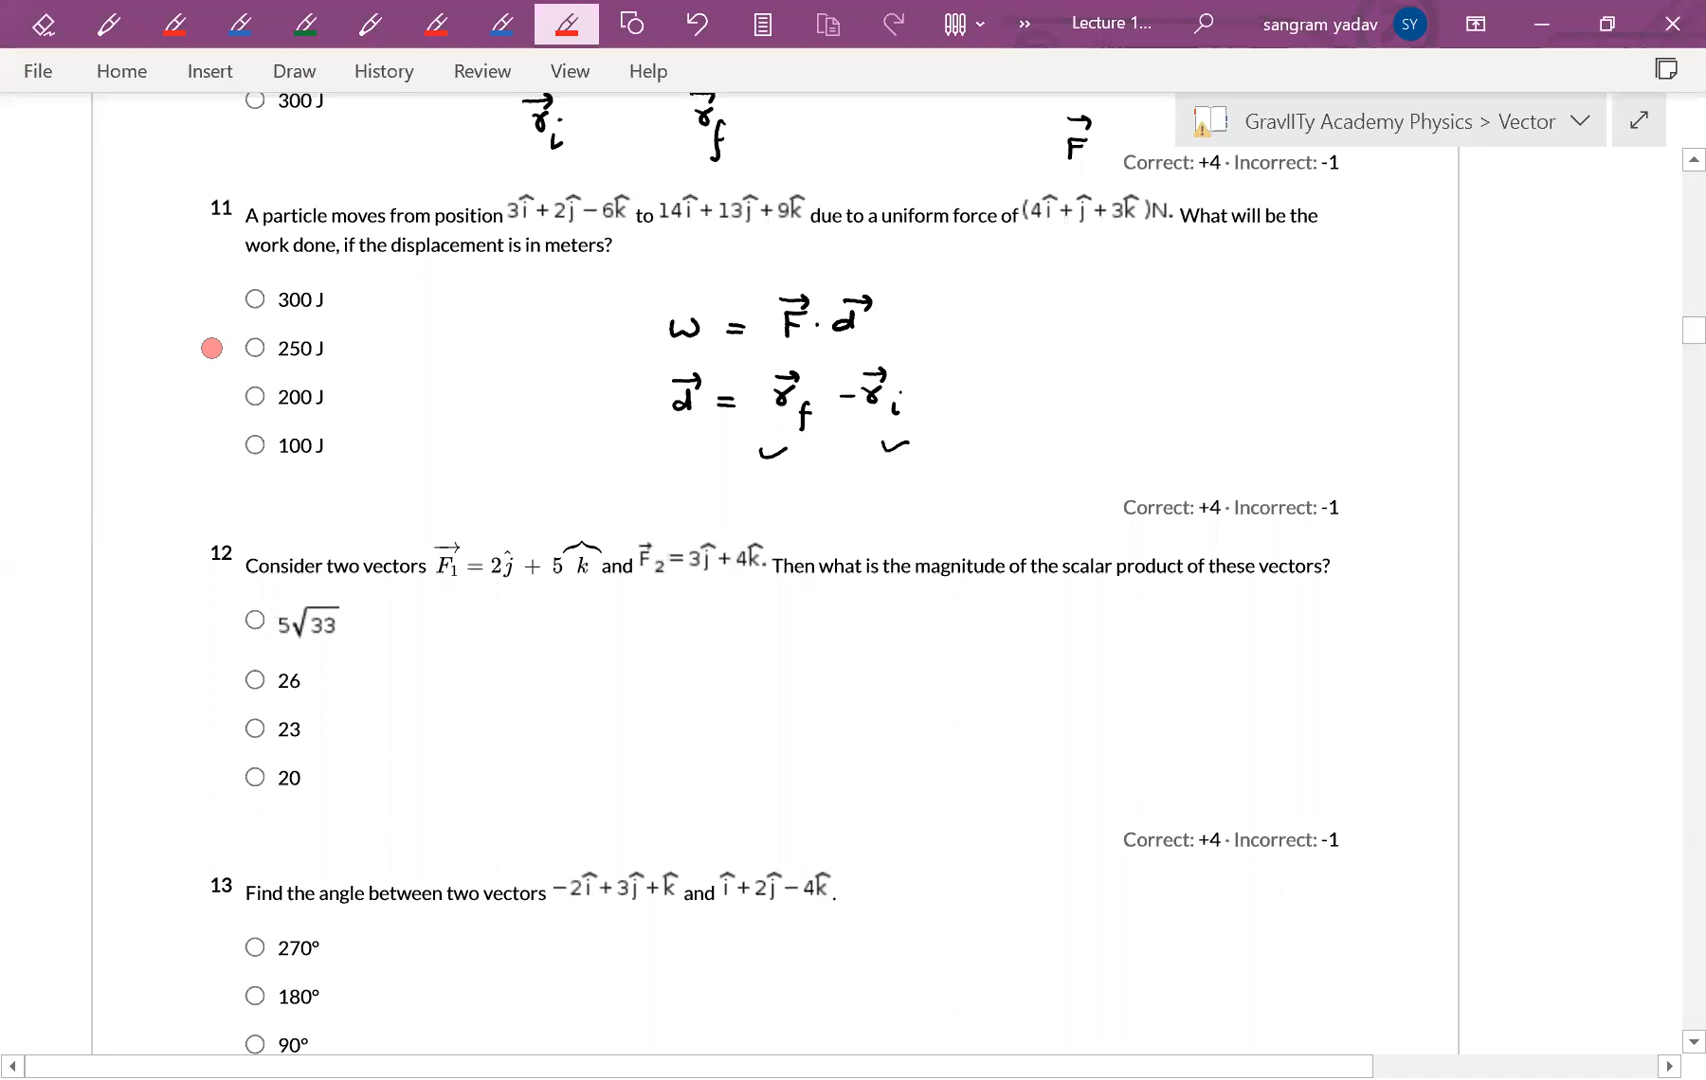 Lecture 1...
sangram yadav
SY
File Home Insert Draw History Review View Help
GravIITy Academy Physics > Vector
300 J
r⃗ i
r⃗ f
F⃗
Correct: +4 · Incorrect: -1
11 A particle moves from position 3î + 2ĵ − 6k̂ to 14î + 13ĵ + 9k̂ due to a uniform force of (4î + ĵ + 3k̂ )N. What will be the
work done, if the displacement is in meters?
300 J
250 J
200 J
100 J
W = F⃗ . d⃗
d⃗ = r⃗f − r⃗i
Correct: +4 · Incorrect: -1
12 Consider two vectors F₁⃗ = 2ĵ + 5 k̂ and F⃗₂ = 3ĵ + 4k̂. Then what is the magnitude of the scalar product of these vectors?
5√33
26
23
20
Correct: +4 · Incorrect: -1
13 Find the angle between two vectors −2î + 3ĵ + k̂ and î + 2ĵ − 4k̂ .
270°
180°
90°